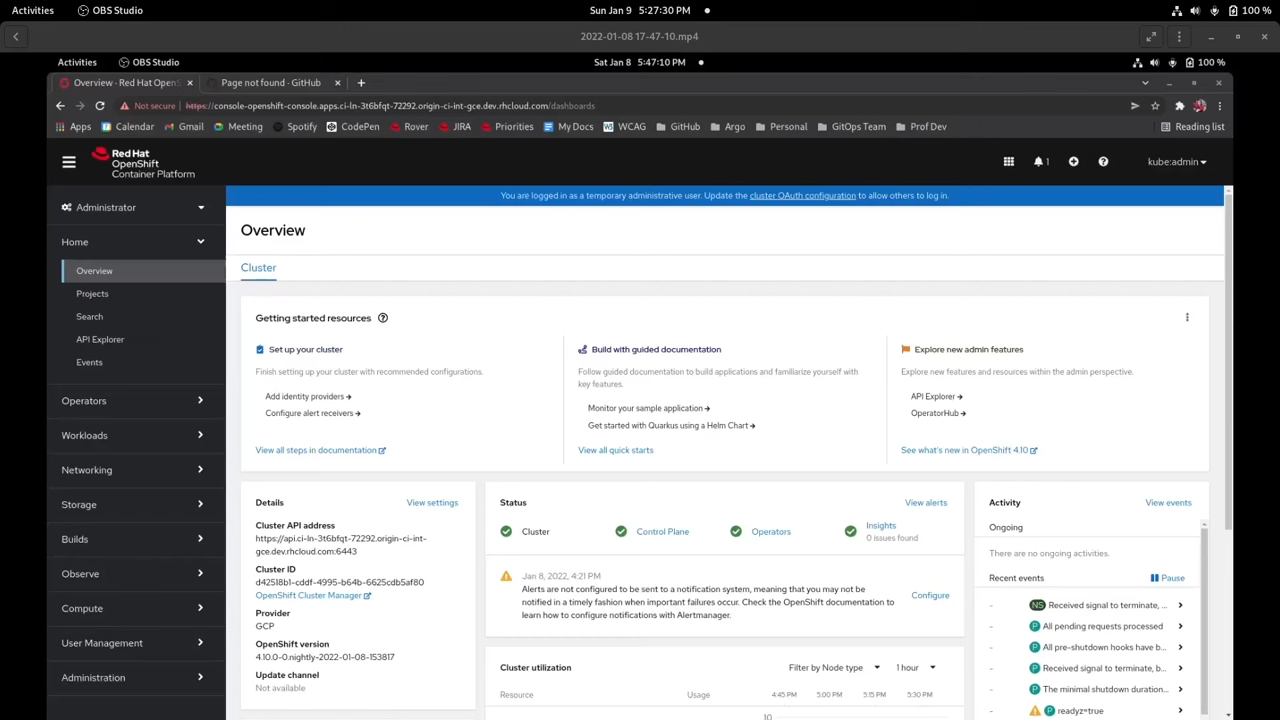 Activities OBS Studio Sun Jan 9 5:27:30 PM 100 %
2022-01-08 17-47-10.mp4
Activities OBS Studio Sat Jan 8 5:47:10 PM 100 %
Overview · Red Hat OpenS Page not found · GitHub
Not secure https://console-openshift-console.apps.ci-ln-3t6bfqt-72292.origin-ci-int-gce.dev.rhcloud.com/dashboards
Apps Calendar Gmail Meeting Spotify CodePen Rover JIRA Priorities My Docs WCAG GitHub Argo Personal GitOps Team Prof Dev Reading list
Red Hat
OpenShift
Container Platform
1
kube:admin
You are logged in as a temporary administrative user. Update the cluster OAuth configuration to allow others to log in.
Administrator
Home
Overview
Projects
Search
API Explorer
Events
Operators
Workloads
Networking
Storage
Builds
Observe
Compute
User Management
Administration
Overview
Cluster
Getting started resources
Set up your cluster
Finish setting up your cluster with recommended configurations.
Add identity providers
Configure alert receivers
View all steps in documentation
Build with guided documentation
Follow guided documentation to build applications and familiarize yourself with
key features.
Monitor your sample application
Get started with Quarkus using a Helm Chart
View all quick starts
Explore new admin features
Explore new features and resources within the admin perspective.
API Explorer
OperatorHub
See what's new in OpenShift 4.10
Details View settings
Cluster API address
https://api.ci-ln-3t6bfqt-72292.origin-ci-int-
gce.dev.rhcloud.com:6443
Cluster ID
d42518b1-cddf-4995-b64b-6625cdb5af80
OpenShift Cluster Manager
Provider
GCP
OpenShift version
4.10.0-0.nightly-2022-01-08-153817
Update channel
Not available
Status View alerts
Cluster Control Plane Operators Insights
0 issues found
Jan 8, 2022, 4:21 PM
Alerts are not configured to be sent to a notification system, meaning that you may not be
notified in a timely fashion when important failures occur. Check the OpenShift documentation to
learn how to configure notifications with Alertmanager.
Configure
Cluster utilization Filter by Node type 1 hour
Resource Usage 4:45 PM 5:00 PM 5:15 PM 5:30 PM
10
Activity View events
Ongoing
There are no ongoing activities.
Recent events Pause
- NS Received signal to terminate, ...
- P All pending requests processed
- P All pre-shutdown hooks have b...
- P Received signal to terminate, b...
- P The minimal shutdown duration...
- P readyz=true